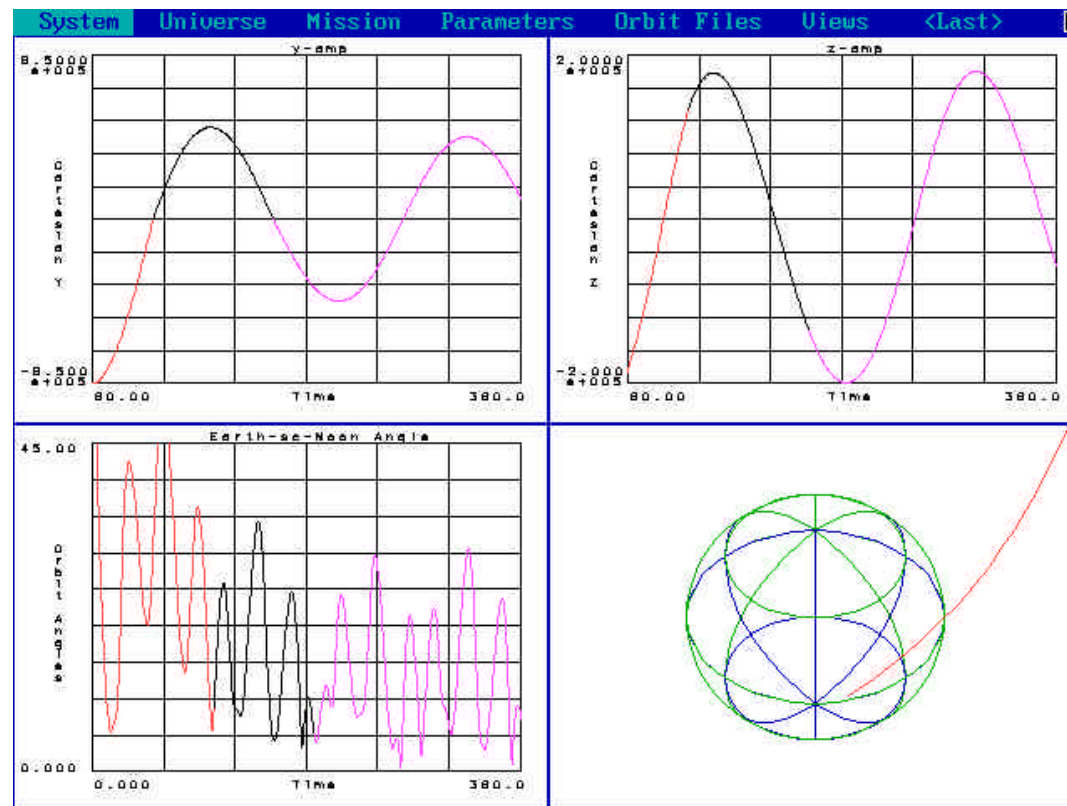 System Universe Mission Parameters Orbit Files Views <Last>
y-amp
8.5000
e+005
Cartesian Y
-8.500
e+005
80.00 Time 380.0
z-amp
2.0000
e+005
Cartesian Z
-2.000
e+005
80.00 Time 380.0
Earth-sc-Moon Angle
45.00
Orbit Angles
0.000
0.000 Time 380.0